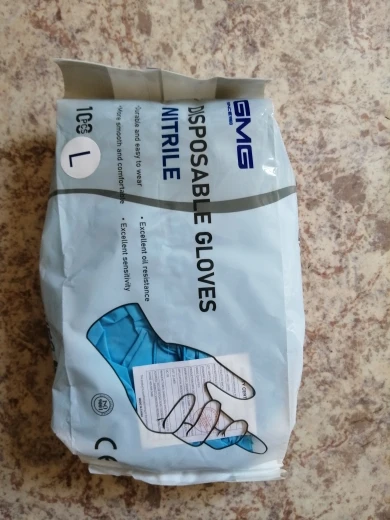 GMG
DISPOSABLE GLOVES
NITRILE
Durable and easy to wear
• Excellent oil resistance
More smooth and comfortable
• Excellent sensitivity
L
CE